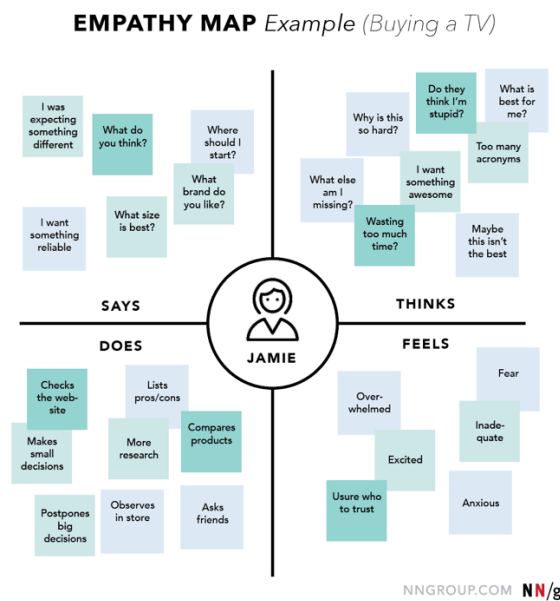 EMPATHY MAP Example (Buying a TV)
I was
expecting
something
different
What do
you think?
Where
should I
start?
What
brand do
you like?
What size
is best?
I want
something
reliable
SAYS
Do they
think I'm
stupid?
What is
best for
me?
Why is this
so hard?
Too many
acronyms
What else
am I
missing?
I want
something
awesome
Wasting
too much
time?
Maybe
this isn't
the best
THINKS
JAMIE
DOES
Checks
the web-
site
Lists
pros/cons
Compares
products
Makes
small
decisions
More
research
Postpones
big
decisions
Observes
in store
Asks
friends
FEELS
Fear
Over-
whelmed
Inade-
quate
Excited
Usure who
to trust
Anxious
NNGROUP.COM NN/g